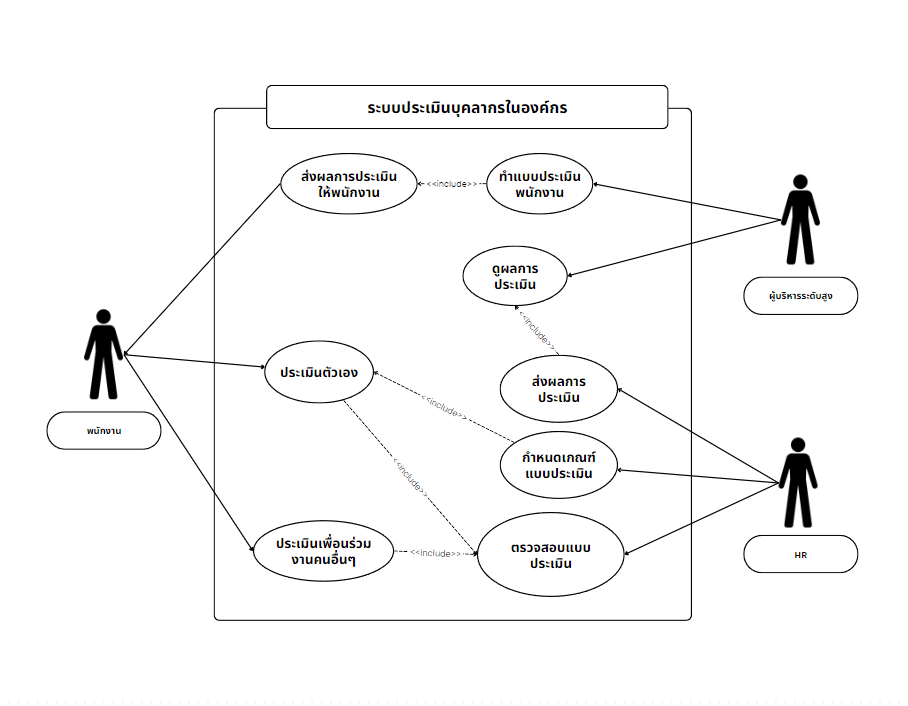 ระบบประเมินบุคลากรในองค์กร
ส่งผลการประเมิน
ให้พนักงาน
<<include>>
ทำแบบประเมิน
พนักงาน
ดูผลการ
ประเมิน
ผู้บริหารระดับสูง
<<include>>
ประเมินตัวเอง
ส่งผลการ
ประเมิน
<<include>>
พนักงาน
กำหนดเกณฑ์
แบบประเมิน
<<include>>
ประเมินเพื่อนร่วม
งานคนอื่นๆ
<<include>>
ตรวจสอบแบบ
ประเมิน
HR